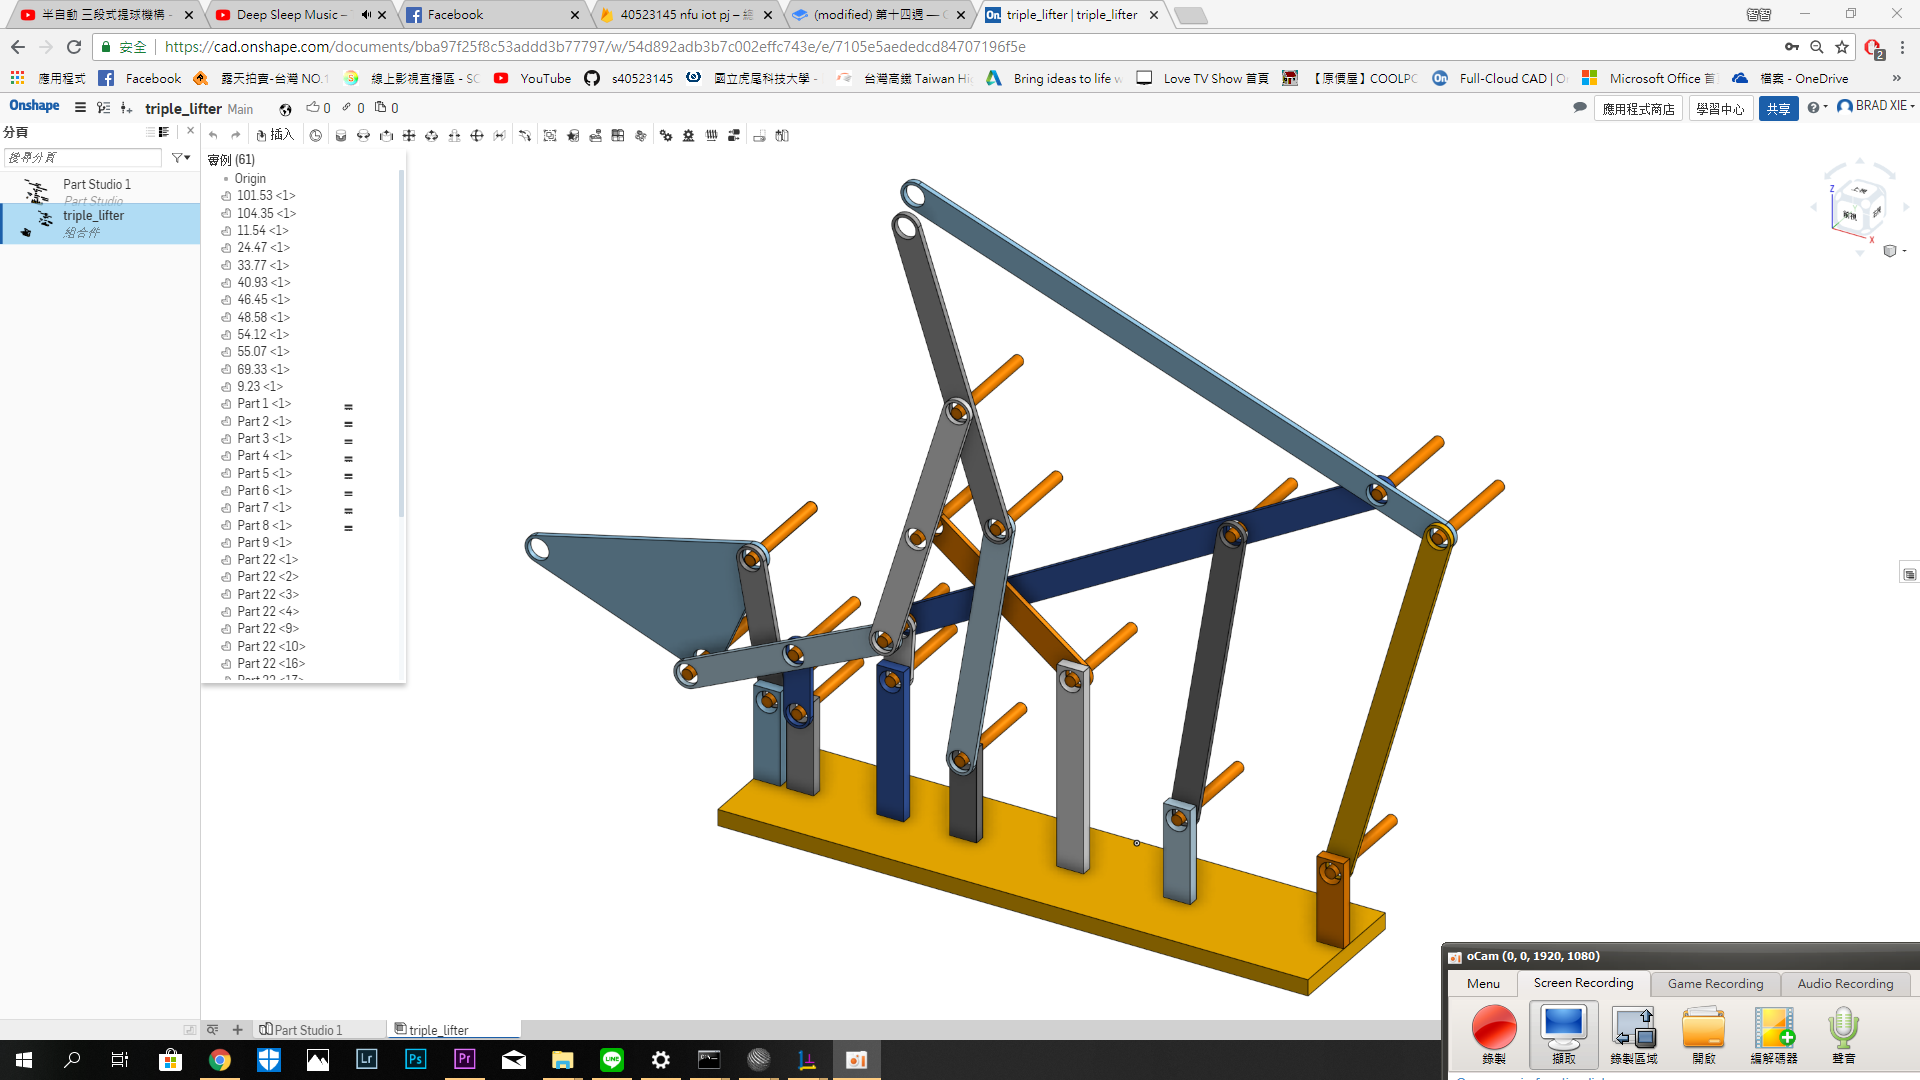 半自動 三段式提球機構 -
Deep Sleep Music –
Facebook
40523145 nfu iot pj – 總
(modified) 第十四週 —
triple_lifter | triple_lifter
智智
安全
https://cad.onshape.com/documents/bba97f25f8c53addd3b77797/w/54d892adb3b7c002effc743e/e/7105e5aededcd84707196f5e
2
應用程式
Facebook
露天拍賣-台灣 NO.1
線上影視直播區 - SC
YouTube
s40523145
國立虎尾科技大學 -
台灣高鐵 Taiwan Hi
Bring ideas to life w
Love TV Show 首頁
【原價屋】COOLPC
Full-Cloud CAD | O
Microsoft Office 首
檔案 - OneDrive
»
Onshape
triple_lifter Main
0
0
0
應用程式商店
學習中心
共享
BRAD XIE
分頁
插入
搜尋分頁
Part Studio 1
Part Studio
triple_lifter
組合件
實例 (61)
Origin
101.53 <1>
104.35 <1>
11.54 <1>
24.47 <1>
33.77 <1>
40.93 <1>
46.45 <1>
48.58 <1>
54.12 <1>
55.07 <1>
69.33 <1>
9.23 <1>
Part 1 <1>
Part 2 <1>
Part 3 <1>
Part 4 <1>
Part 5 <1>
Part 6 <1>
Part 7 <1>
Part 8 <1>
Part 9 <1>
Part 22 <1>
Part 22 <2>
Part 22 <3>
Part 22 <4>
Part 22 <9>
Part 22 <10>
Part 22 <16>
Part 22 <17>
Z
X
Part Studio 1
triple_lifter
oCam (0, 0, 1920, 1080)
Menu
Screen Recording
Game Recording
Audio Recording
錄製
擷取
錄製區域
開啟
編解碼器
聲音
Lr
Ps
Pr
LINE